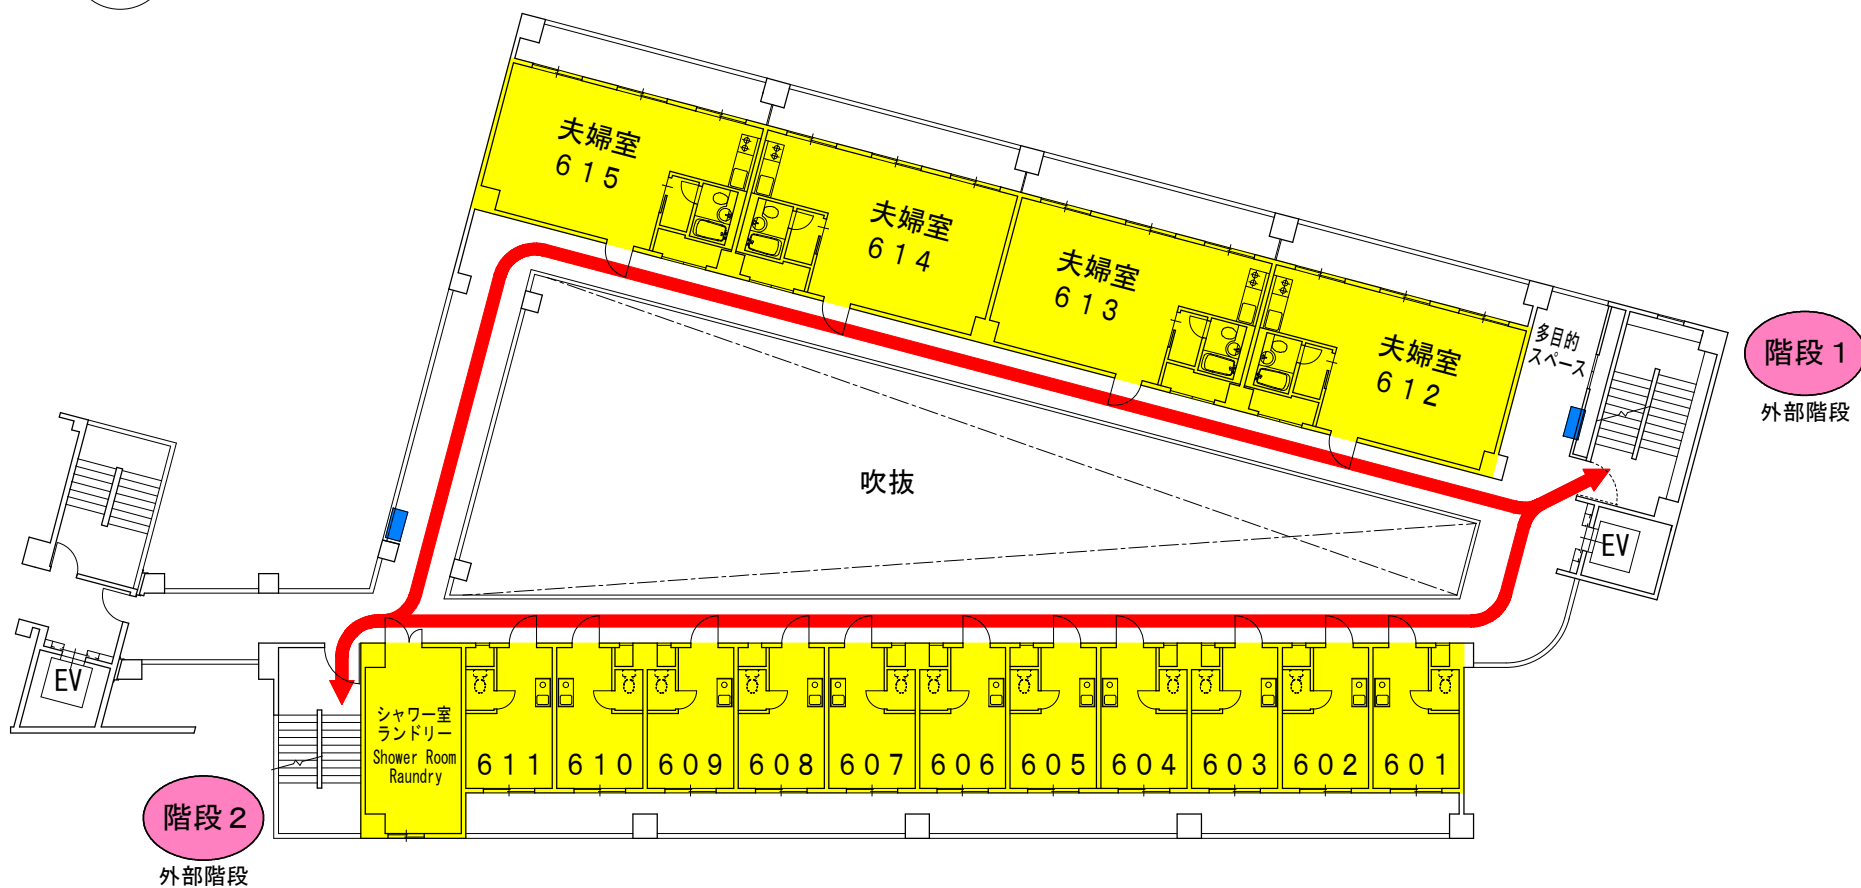 夫婦室
６１５
夫婦室
６１４
夫婦室
６１３
夫婦室
６１２
多目的
スペース
階段１
外部階段
吹抜
EV
EV
シャワー室
ランドリー
Shower Room
Raundry
６１１
６１０
６０９
６０８
６０７
６０６
６０５
６０４
６０３
６０２
６０１
階段２
外部階段